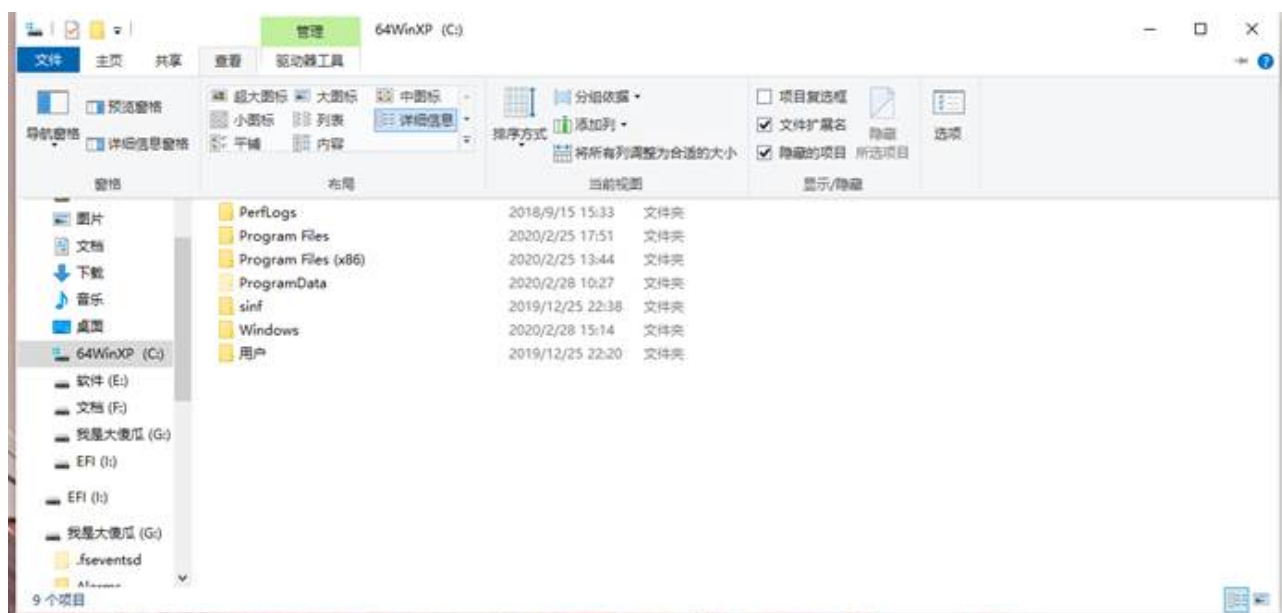 管理 64WinXP (C:)
文件 主页 共享 查看 驱动器工具
导航窗格
预览窗格
详细信息窗格
窗格
超大图标 大图标 中图标
小图标 列表 详细信息
平铺 内容
布局
排序方式
分组依据
添加列
将所有列调整为合适的大小
当前视图
项目复选框
文件扩展名
隐藏的项目
隐藏
所选项目
显示/隐藏
选项
图片
文档
下载
音乐
桌面
64WinXP (C:)
软件 (E:)
文档 (F:)
我是大傻瓜 (G:)
EFI (I:)
EFI (I:)
我是大傻瓜 (G:)
.fseventsd
PerfLogs 2018/9/15 15:33 文件夹
Program Files 2020/2/25 17:51 文件夹
Program Files (x86) 2020/2/25 13:44 文件夹
ProgramData 2020/2/28 10:27 文件夹
sinf 2019/12/25 22:38 文件夹
Windows 2020/2/28 15:14 文件夹
用户 2019/12/25 22:20 文件夹
9 个项目